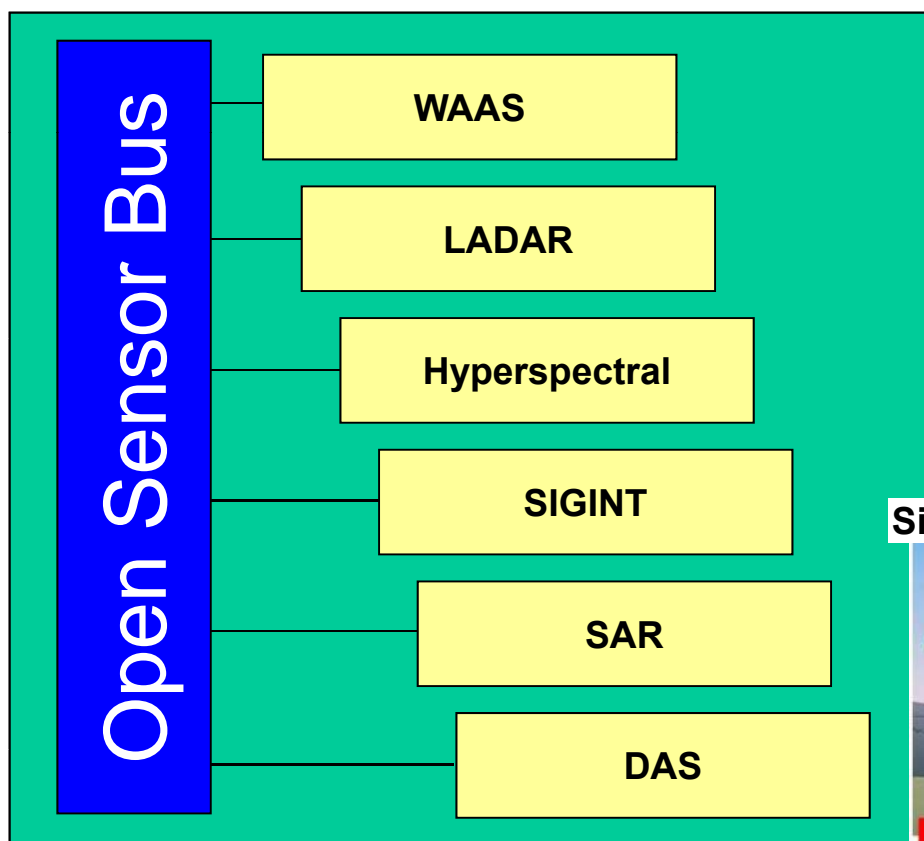 Open Sensor Bus
WAAS
LADAR
Hyperspectral
SIGINT
SAR
DAS